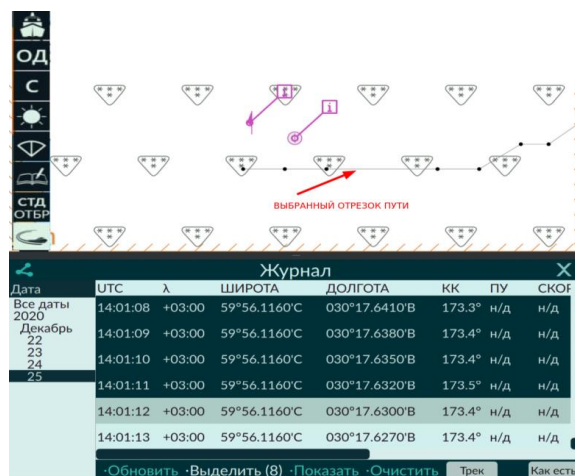 ОД
С
СТД
ОТБР
i
i
ВЫБРАННЫЙ ОТРЕЗОК ПУТИ
Журнал
X
Дата
UTC λ ШИРОТА ДОЛГОТА КК ПУ СКОР
Все даты
2020
Декабрь
22
23
24
25
14:01:08 +03:00 59°56.1160'С 030°17.6410'В 173.3° н/д н/д
14:01:09 +03:00 59°56.1160'С 030°17.6380'В 173.4° н/д н/д
14:01:10 +03:00 59°56.1160'С 030°17.6350'В 173.4° н/д н/д
14:01:11 +03:00 59°56.1160'С 030°17.6320'В 173.5° н/д н/д
14:01:12 +03:00 59°56.1160'С 030°17.6300'В 173.4° н/д н/д
14:01:13 +03:00 59°56.1160'С 030°17.6270'В 173.4° н/д н/д
·Обновить ·Выделить (8) ·Показать ·Очистить Трек Как есть